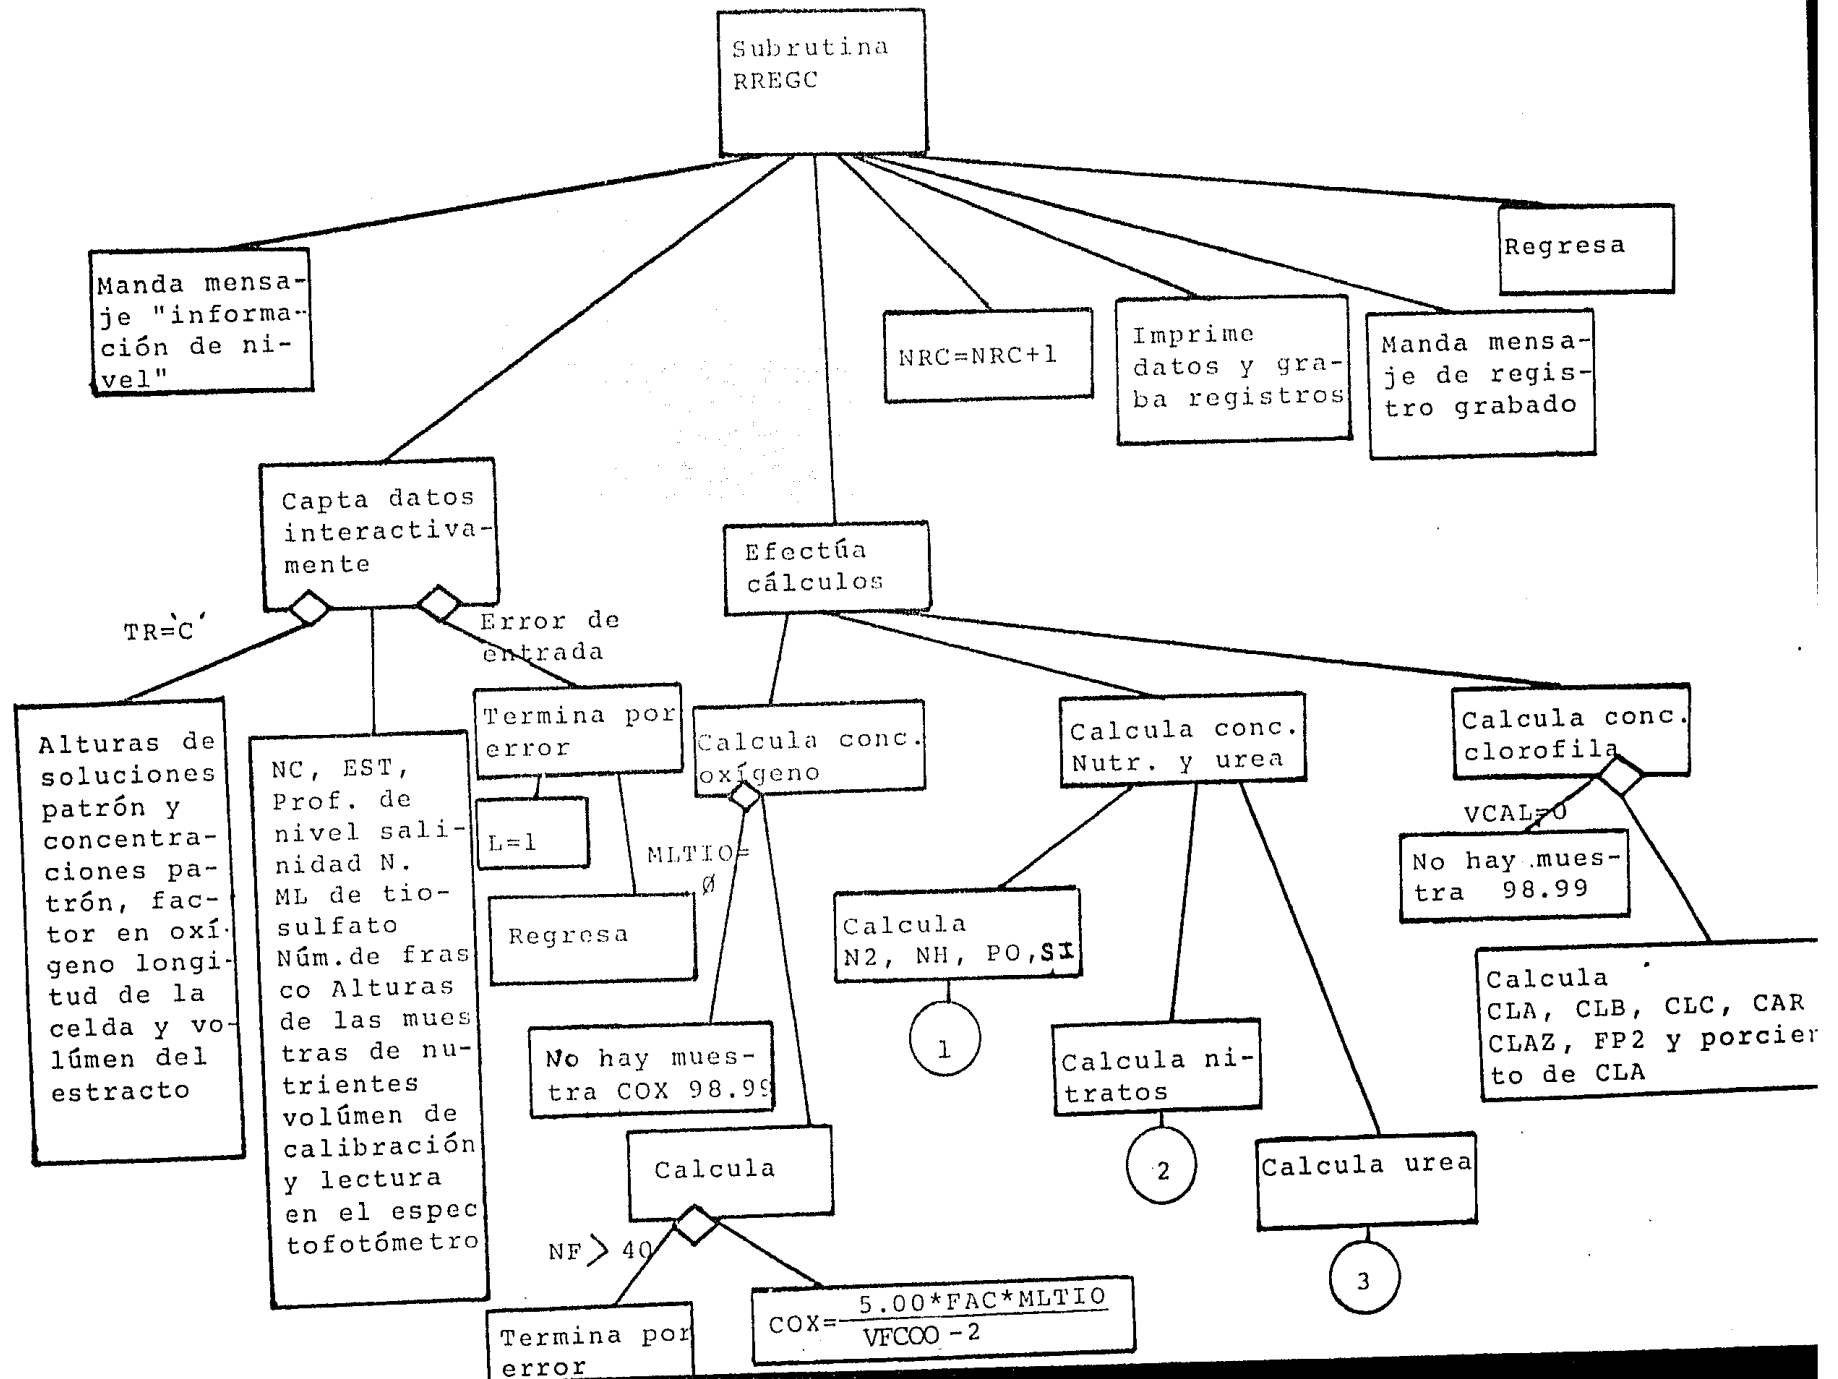 Subrutina
RREGC
Manda mensa-
je "informa-
ción de ni-
vel"
NRC=NRC+1
Imprime
datos y gra-
ba registros
Manda mensa-
je de regis-
tro grabado
Regresa
Capta datos
interactiva-
mente
Efectúa
cálculos
TR='C'
Error de
entrada
Alturas de
soluciones
patrón y
concentra-
ciones pa-
trón, fac-
tor en oxí-
geno longi-
tud de la
celda y vo-
lúmen del
estracto
NC, EST,
Prof. de
nivel sali-
nidad N.
ML de tio-
sulfato
Núm.de fras
co Alturas
de las mues
tras de nu-
trientes
volúmen de
calibración
y lectura
en el espec
tofotómetro
Termina por
error
L=1
Regresa
Calcula conc.
oxígeno
MLTIO=
Ø
No hay mues-
tra COX 98.99
Calcula
NF > 40
Termina por
error
COX= 5.00*FAC*MLTIO
VFCOO -2
Calcula conc.
Nutr. y urea
Calcula
N2, NH, PO,SI
1
Calcula ni-
tratos
2
Calcula urea
3
Calcula conc.
clorofila
VCAL=0
No hay mues-
tra 98.99
Calcula
CLA, CLB, CLC, CAR
CLAZ, FP2 y porcien
to de CLA